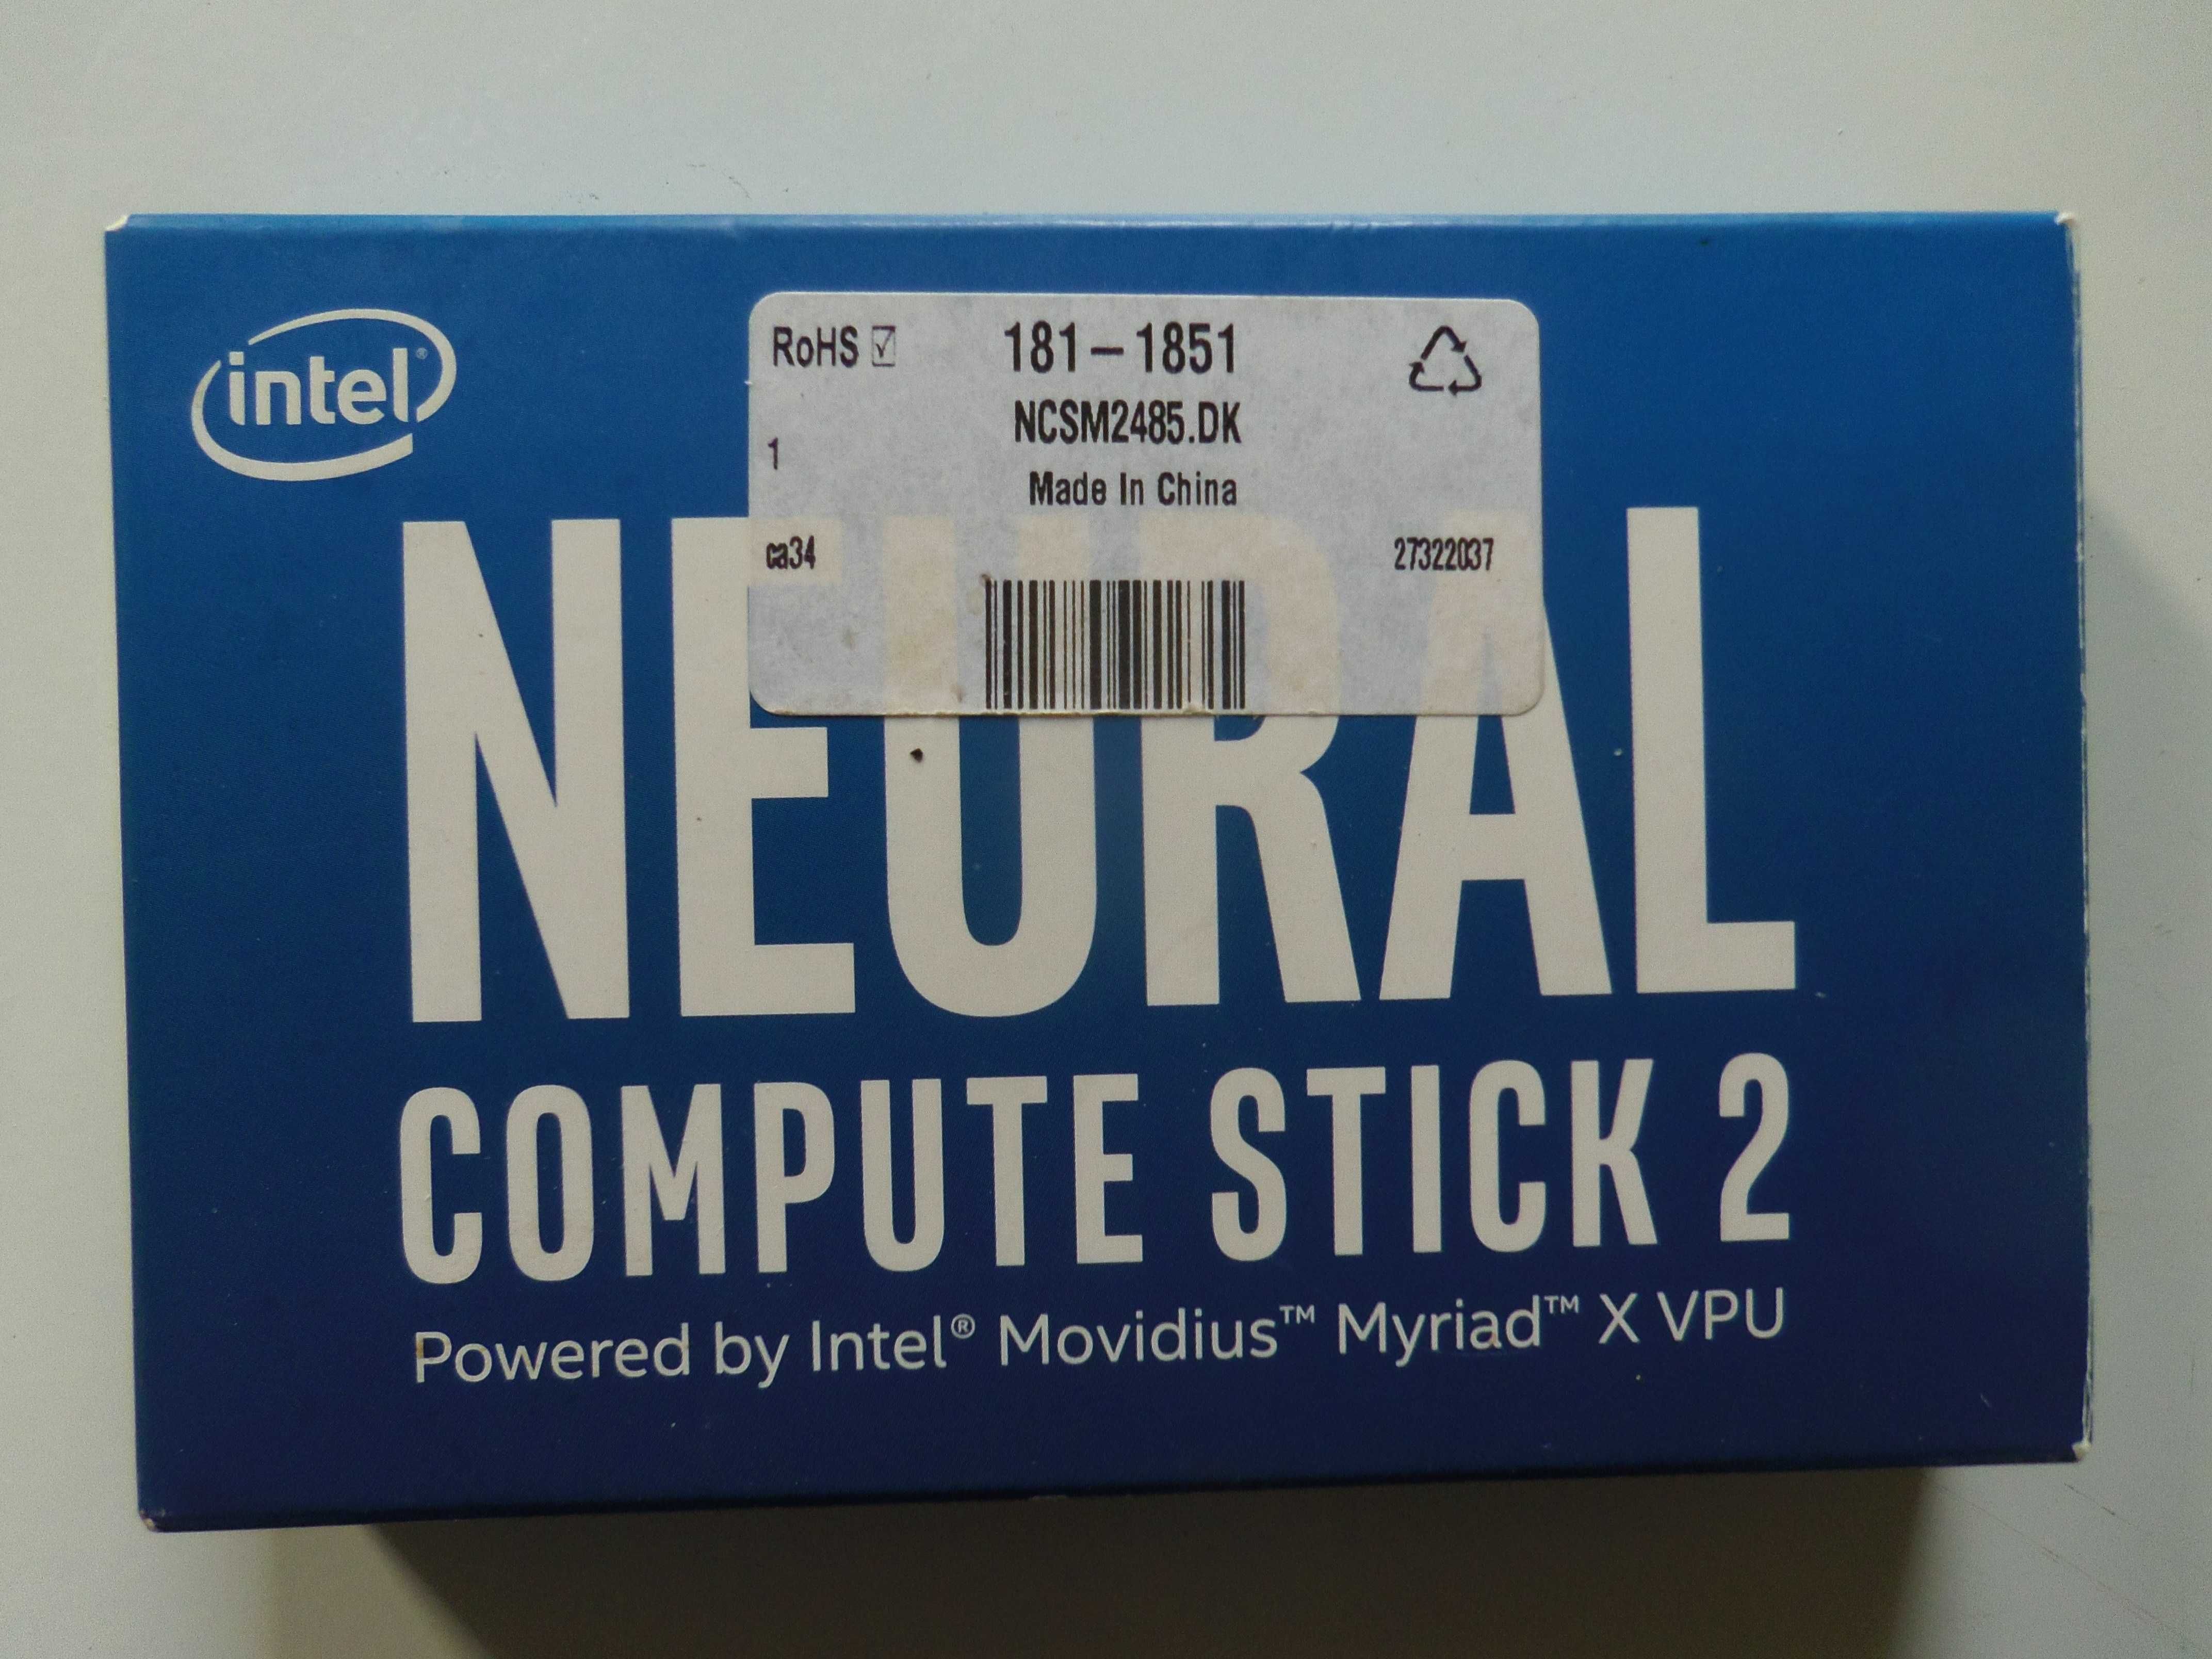 intel®
RoHS ☑
181-1851
NCSM2485.DK
1
Made In China
ca34
27322037
NEURAL
COMPUTE STICK 2
Powered by Intel® Movidius™ Myriad™ X VPU